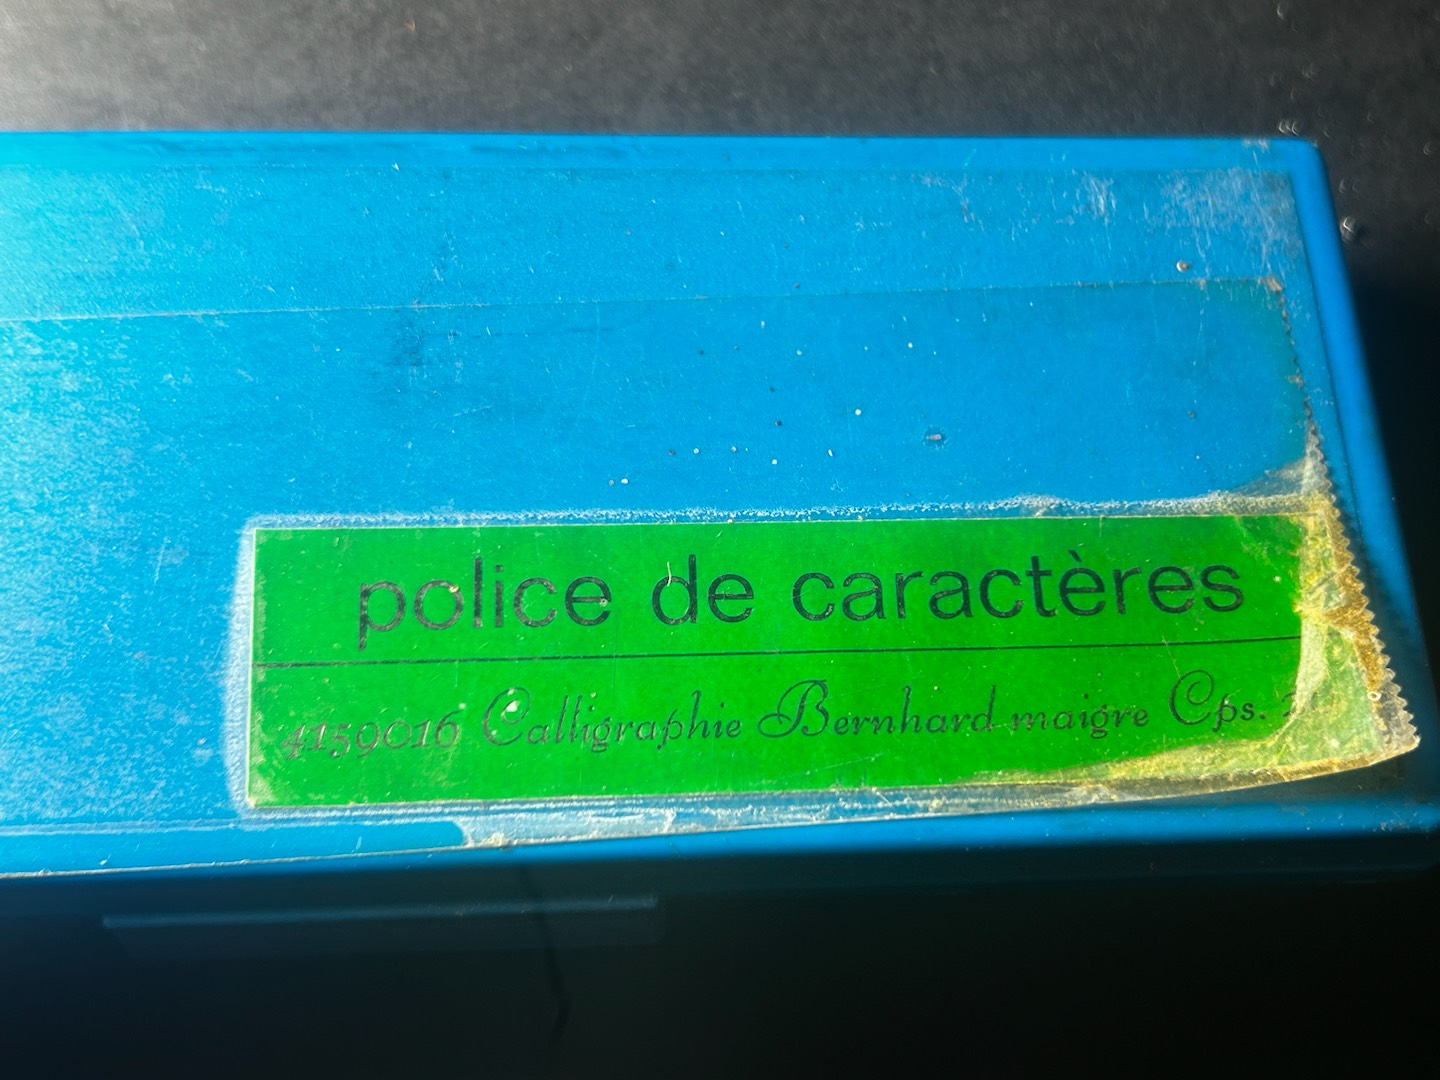 police de caractères
4159016 Calligraphie Bernhard maigre Cps.